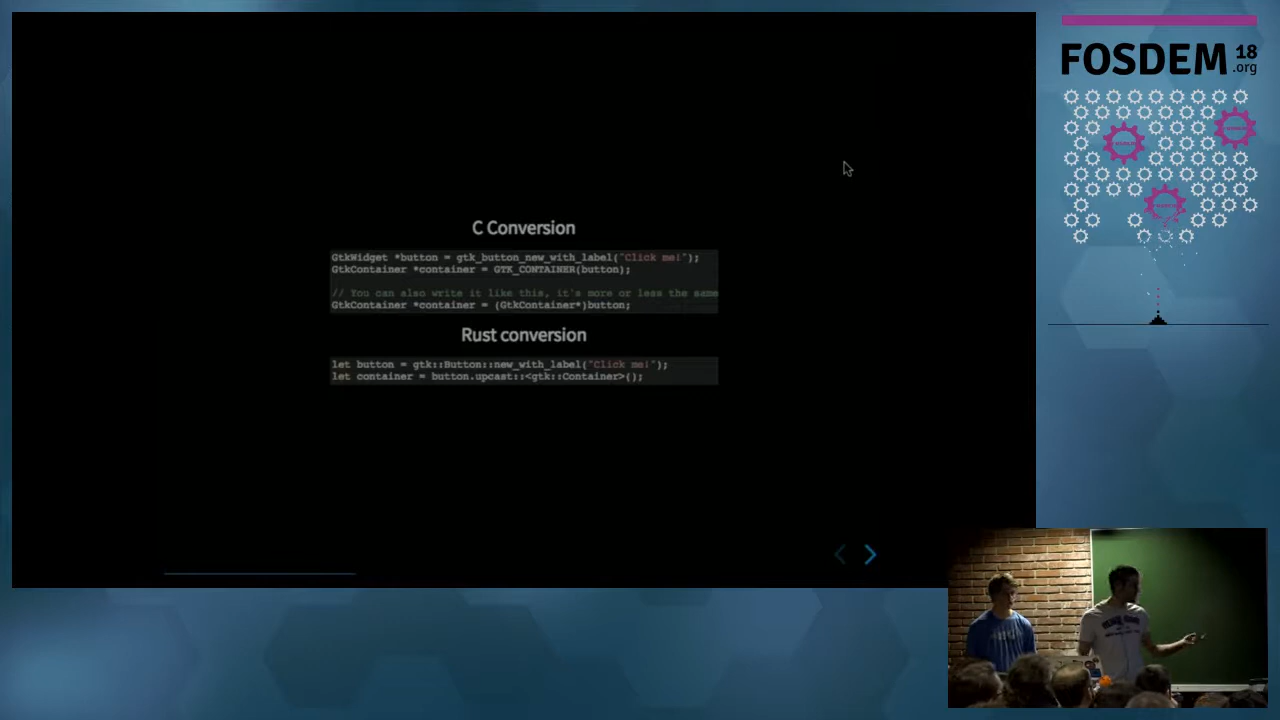 FOSDEM 18
.org
C Conversion
GtkWidget *button = gtk_button_new_with_label("Click me!");
GtkContainer *container = GTK_CONTAINER(button);
// You can also write it like this, it's more or less the same
GtkContainer *container = (GtkContainer*)button;
Rust conversion
let button = gtk::Button::new_with_label("Click me!");
let container = button.upcast::<gtk::Container>();